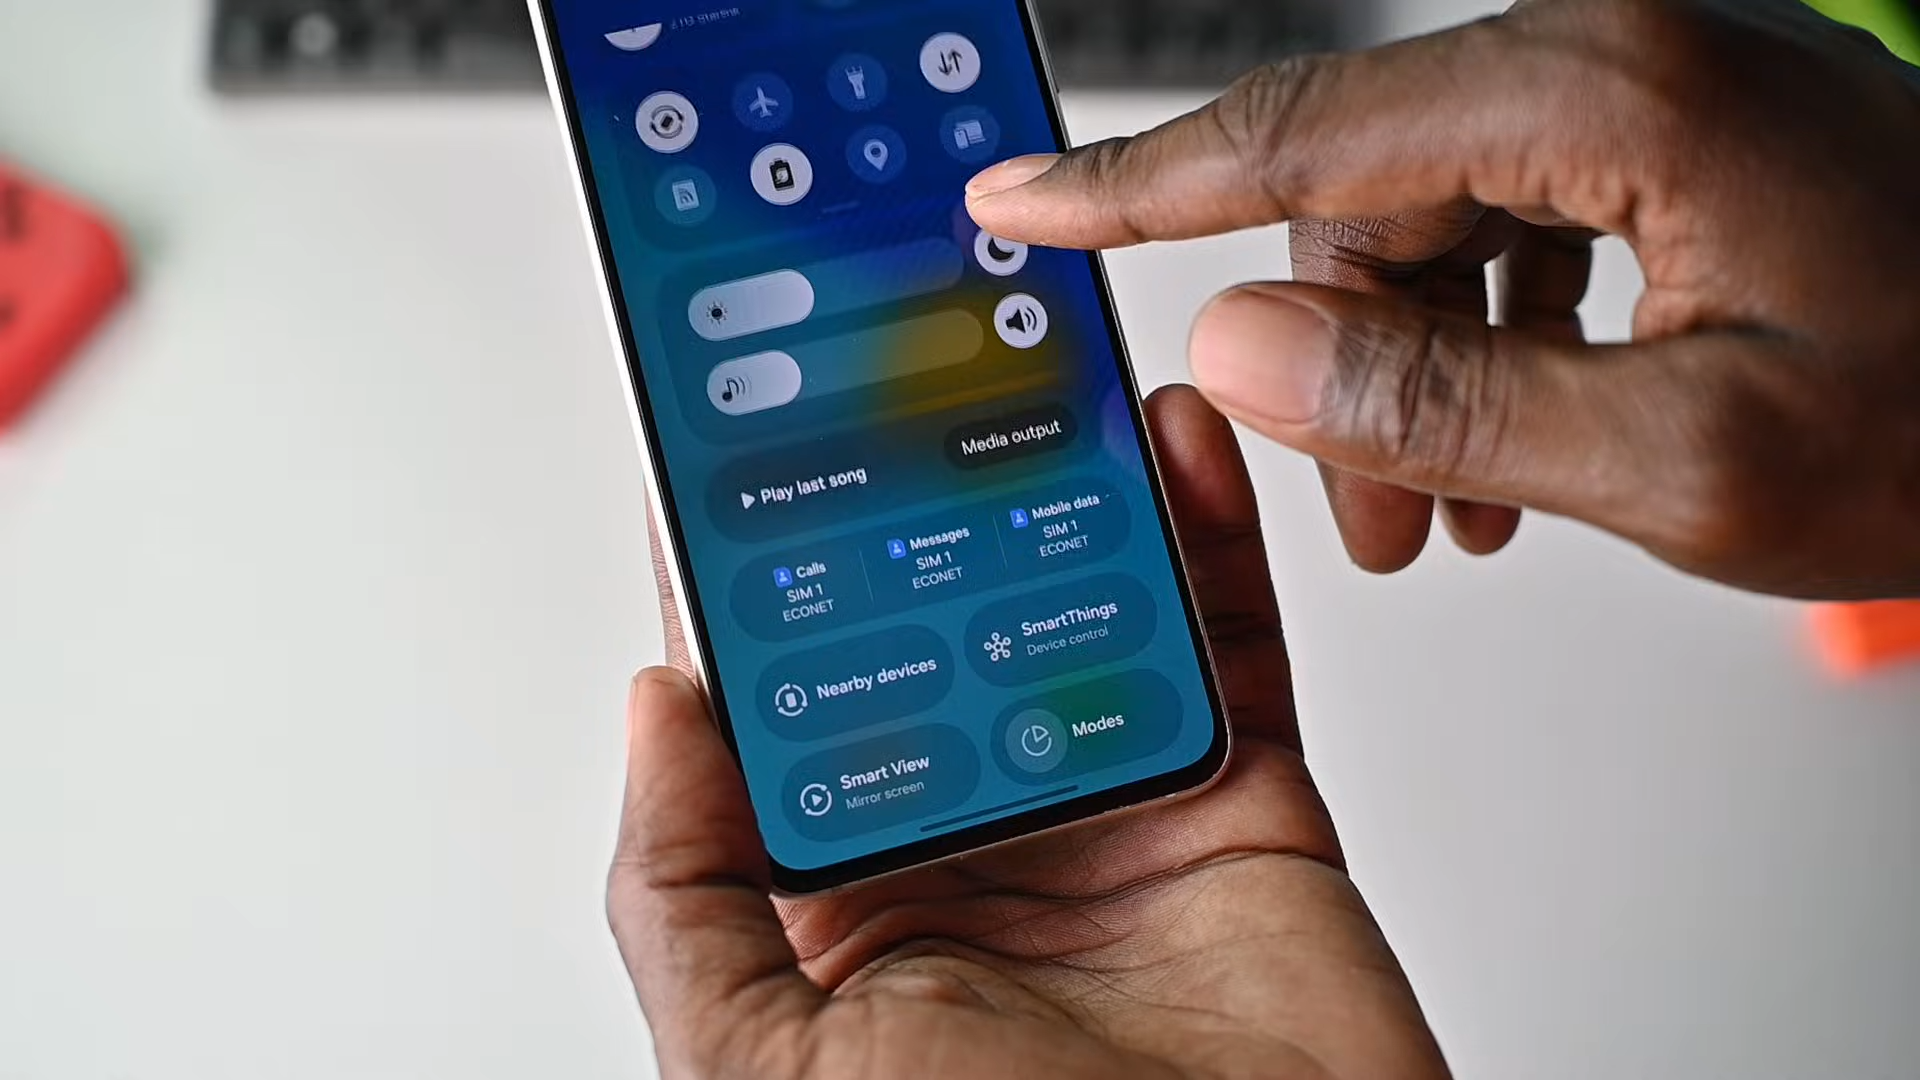 Media output
Play last song
Calls
SIM 1
ECONET
Messages
SIM 1
ECONET
Mobile data
SIM 1
ECONET
Nearby devices
SmartThings
Device control
Smart View
Mirror screen
Modes